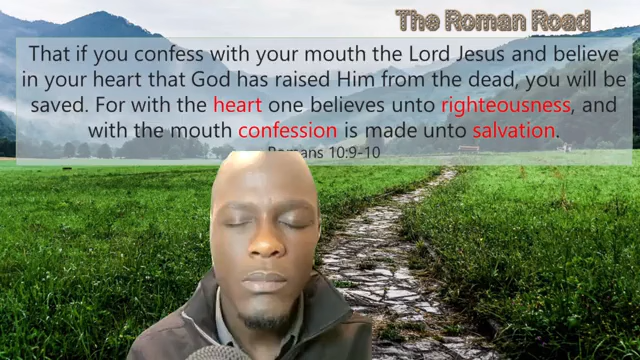 The Roman Road
That if you confess with your mouth the Lord Jesus and believe
in your heart that God has raised Him from the dead, you will be
saved. For with the heart one believes unto righteousness, and
with the mouth confession is made unto salvation.
Romans 10:9-10